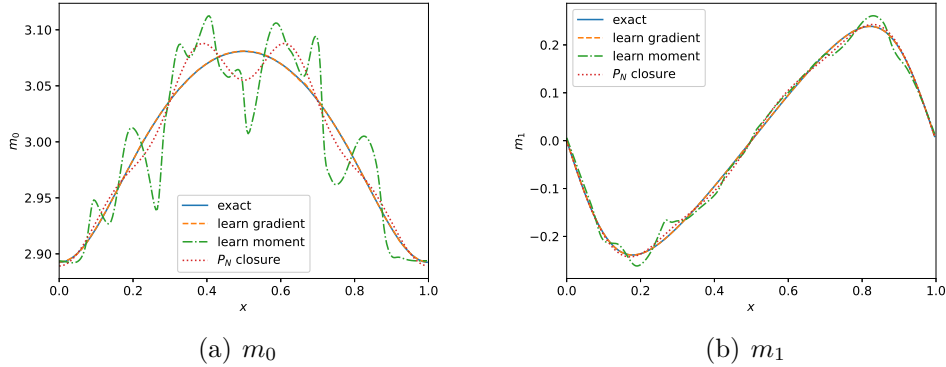 3.10
3.05
3.00
2.95
2.90
m₀
exact
learn gradient
learn moment
P_N closure
0.0 0.2 0.4 0.6 0.8 1.0
x
(a) m₀
0.2
0.1
0.0
−0.1
−0.2
m₁
exact
learn gradient
learn moment
P_N closure
0.0 0.2 0.4 0.6 0.8 1.0
x
(b) m₁